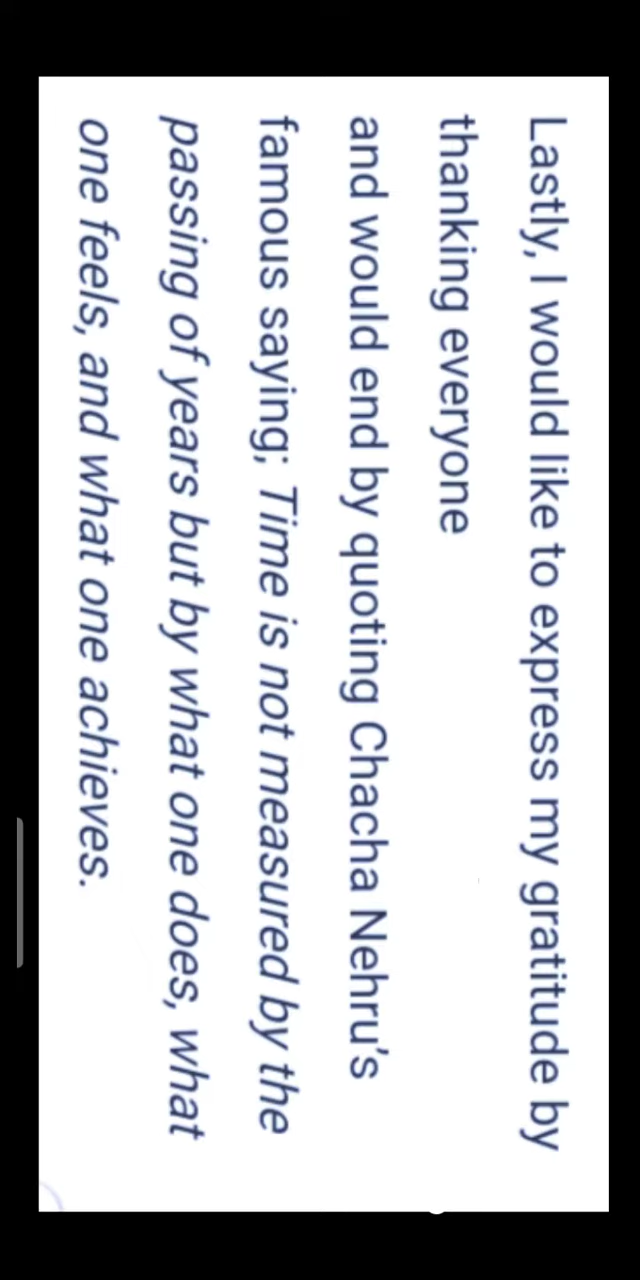 Lastly, I would like to express my gratitude by
thanking everyone
and would end by quoting Chacha Nehru's
famous saying; Time is not measured by the
passing of years but by what one does, what
one feels, and what one achieves.